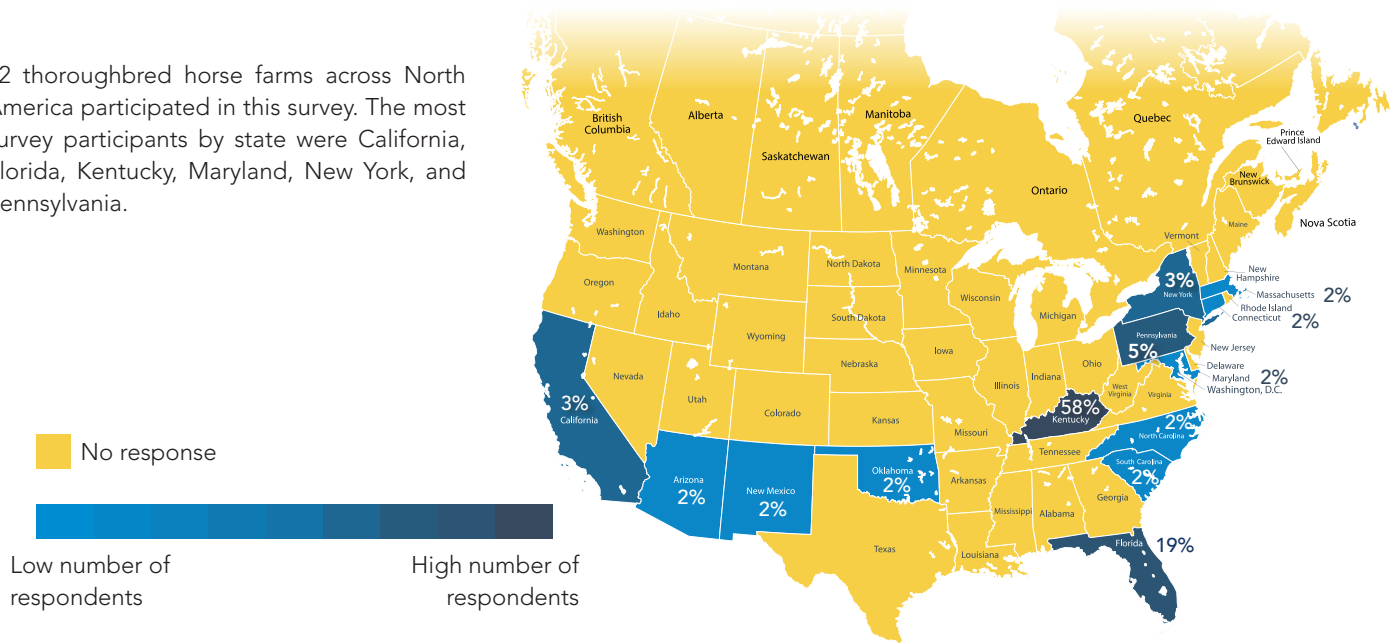 2 thoroughbred horse farms across North
America participated in this survey. The most
urvey participants by state were California,
lorida, Kentucky, Maryland, New York, and
ennsylvania.
No response
Low number of
respondents
High number of
respondents
British
Columbia
Alberta
Saskatchewan
Manitoba
Ontario
Quebec
Prince
Edward Island
New
Brunswick
Nova Scotia
Maine
Vermont
New
Hampshire
Massachusetts 2%
Rhode Island
Connecticut 2%
3%
New York
Pennsylvania
5%
New Jersey
Delaware
Maryland 2%
Washington, D.C.
Washington
Oregon
Idaho
Montana
Wyoming
North Dakota
South Dakota
Nebraska
Minnesota
Wisconsin
Michigan
Iowa
Illinois
Indiana
Ohio
West
Virginia
Virginia
3%
California
Nevada
Utah
Colorado
Kansas
Missouri
58%
Kentucky
Tennessee
2%
North Carolina
South Carolina
2%
Arizona
2%
New Mexico
2%
Oklahoma
2%
Arkansas
Mississippi
Alabama
Georgia
Texas
Louisiana
Florida 19%